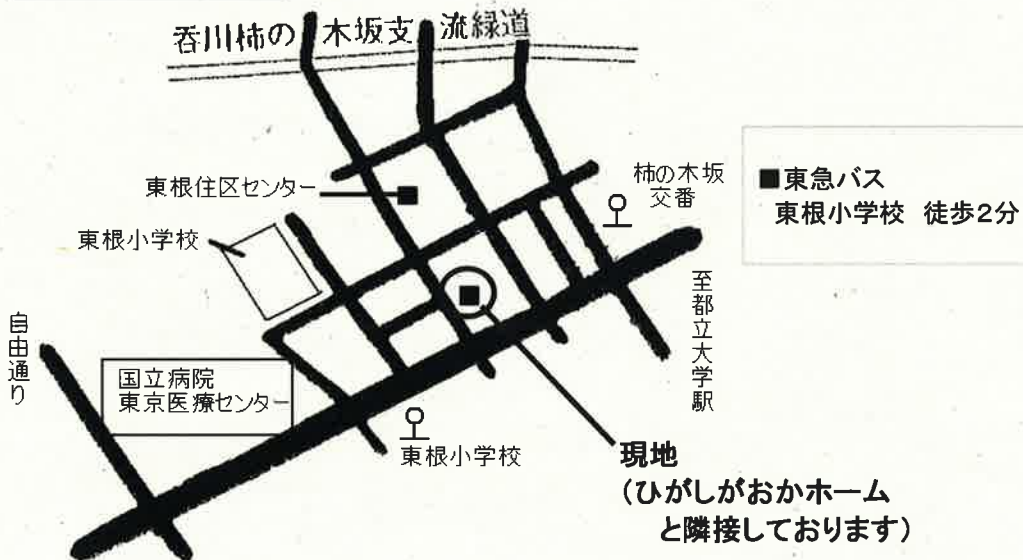 呑川柿の木坂支流緑道
東根住区センター
柿の木坂
交番
■東急バス
東根小学校 徒歩2分
東根小学校
至都立大学駅
自由通り
国立病院
東京医療センター
東根小学校
現地
(ひがしがおかホーム
と隣接しております)